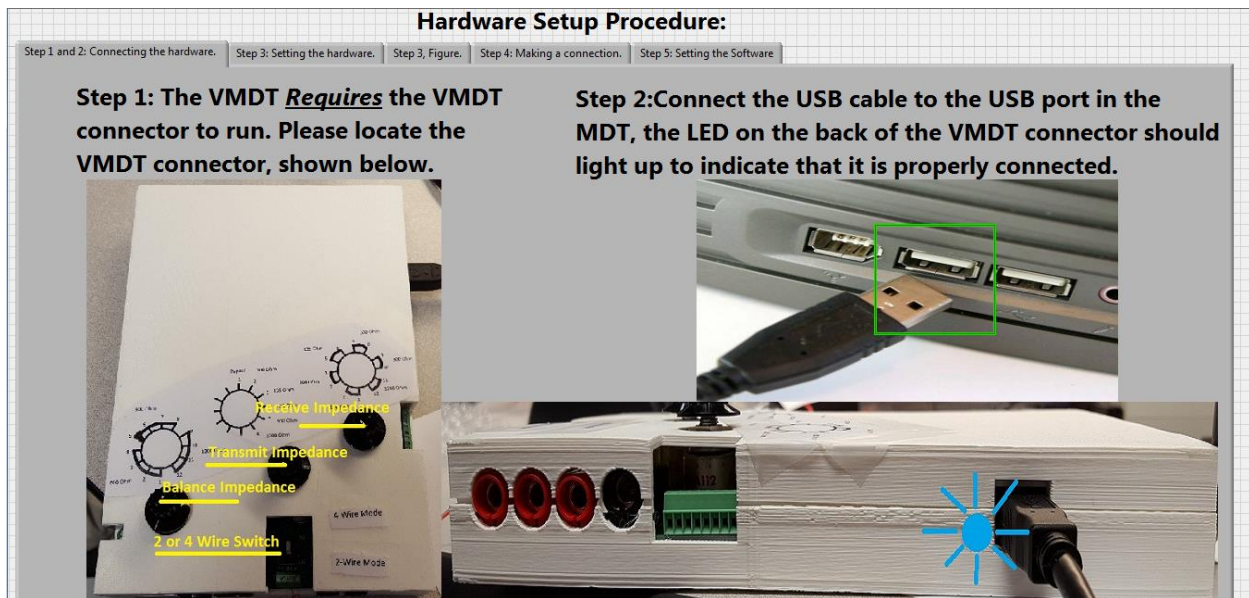 Hardware Setup Procedure:
Step 1 and 2: Connecting the hardware.
Step 3: Setting the hardware.
Step 3, Figure.
Step 4: Making a connection.
Step 5: Setting the Software
Step 1: The VMDT Requires the VMDT
connector to run. Please locate the
VMDT connector, shown below.
Step 2:Connect the USB cable to the USB port in the
MDT, the LED on the back of the VMDT connector should
light up to indicate that it is properly connected.
Receive Impedance
Transmit Impedance
Balance Impedance
2 or 4 Wire Switch
4-Wire Mode
2-Wire Mode